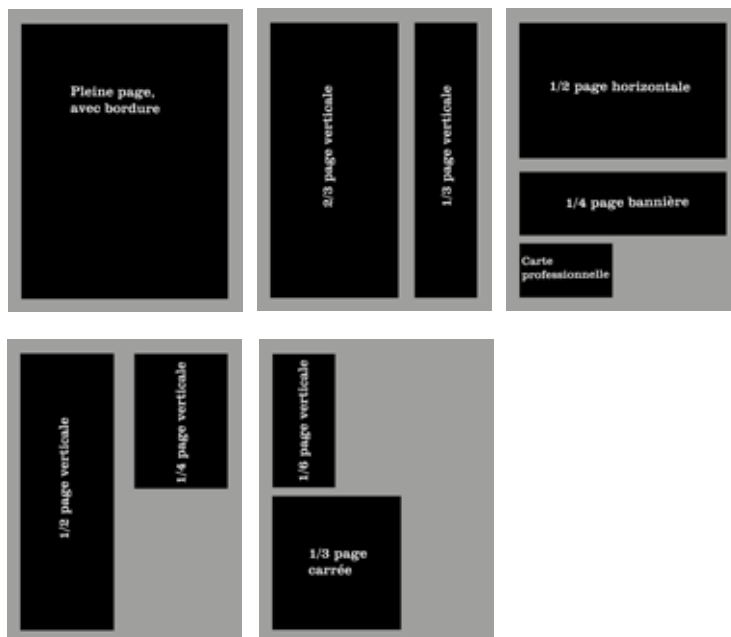 Pleine page,
avec bordure
2/3 page verticale
1/3 page verticale
1/2 page horizontale
1/4 page bannière
Carte
professionnelle
1/2 page verticale
1/4 page verticale
1/6 page verticale
1/3 page
carrée